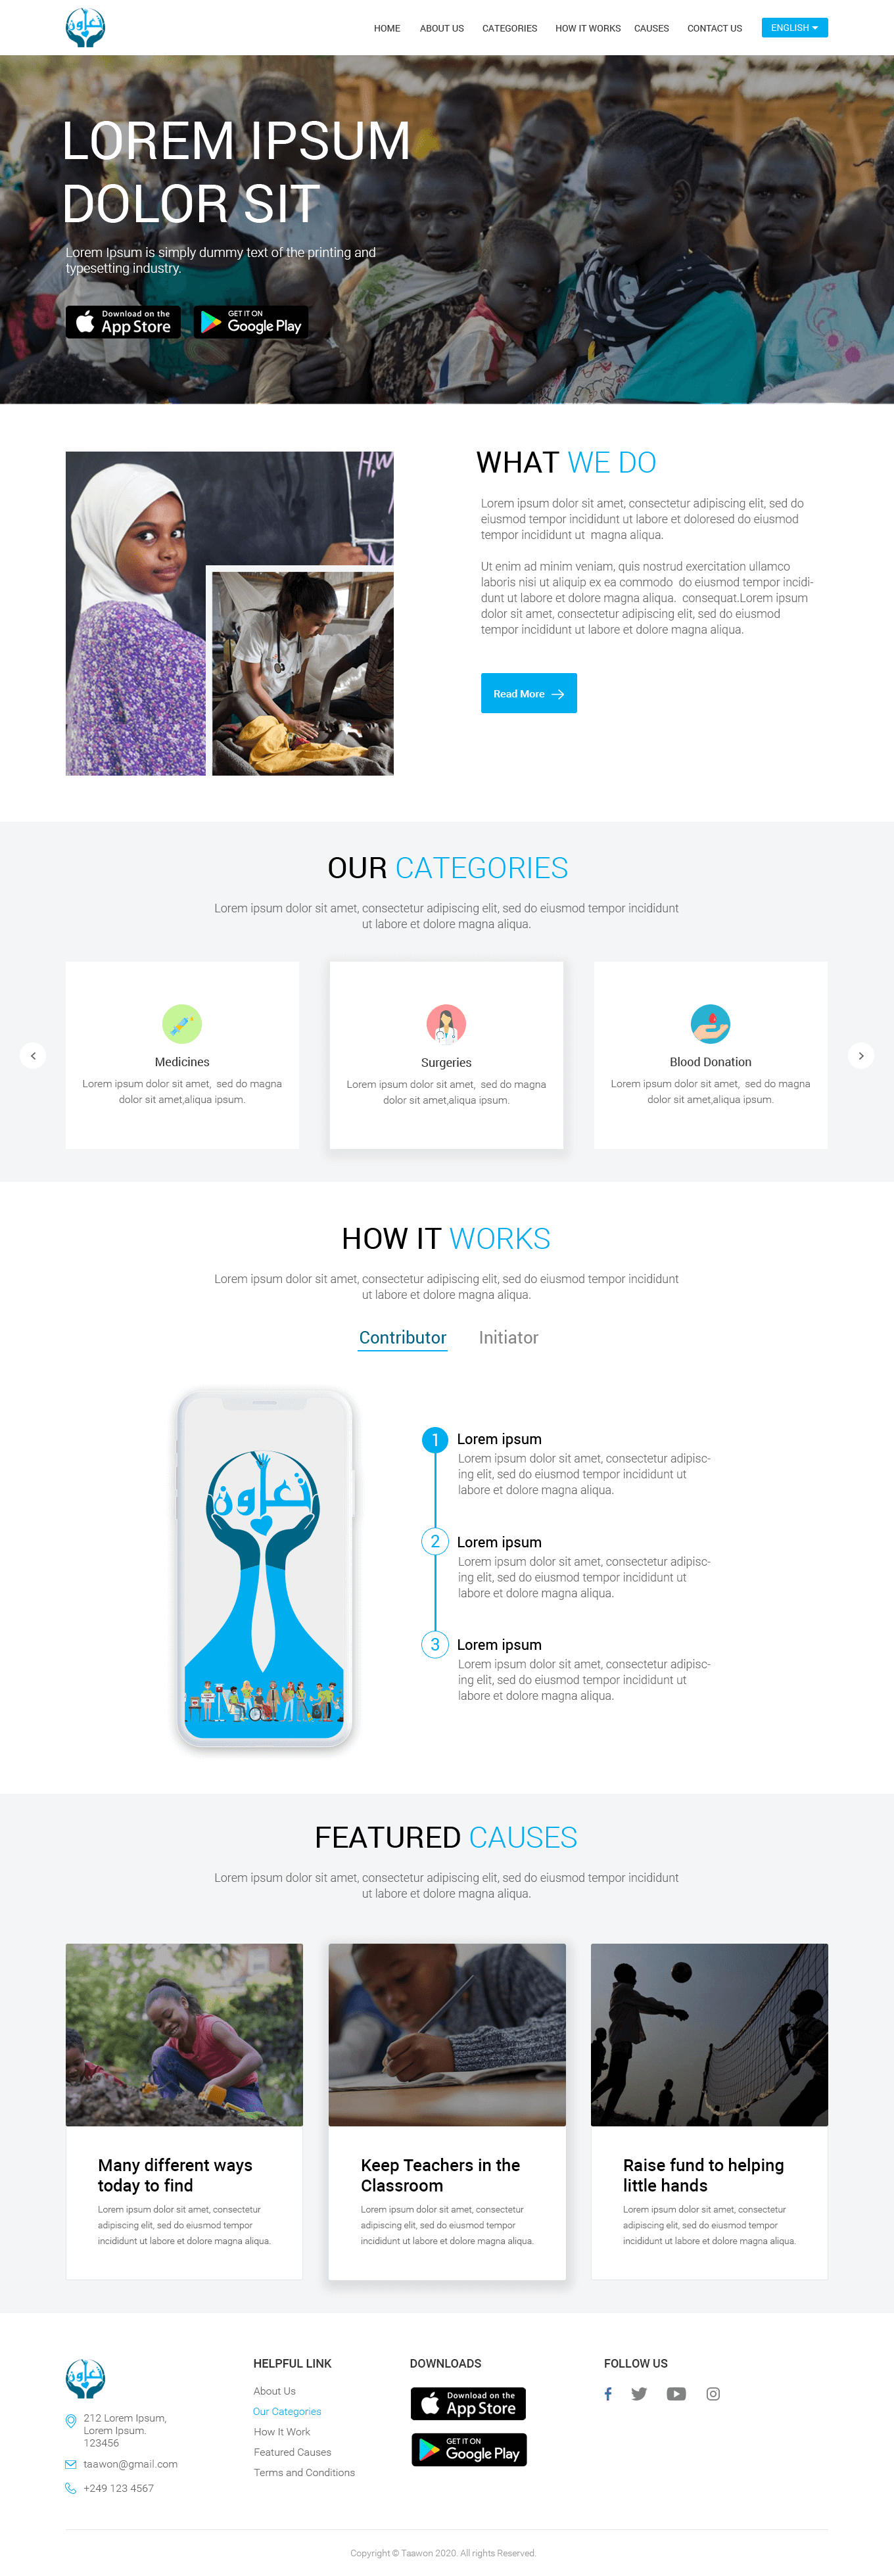 تعاون
HOME ABOUT US CATEGORIES HOW IT WORKS CAUSES CONTACT US ENGLISH
LOREM IPSUM
DOLOR SIT
Lorem Ipsum is simply dummy text of the printing and
typesetting industry.
Download on the
App Store
GET IT ON
Google Play
WHAT WE DO
Lorem ipsum dolor sit amet, consectetur adipiscing elit, sed do
eiusmod tempor incididunt ut labore et doloresed do eiusmod
tempor incididunt ut magna aliqua.
Ut enim ad minim veniam, quis nostrud exercitation ullamco
laboris nisi ut aliquip ex ea commodo do eiusmod tempor incidi-
dunt ut labore et dolore magna aliqua. consequat.Lorem ipsum
dolor sit amet, consectetur adipiscing elit, sed do eiusmod
tempor incididunt ut labore et dolore magna aliqua.
Read More
OUR CATEGORIES
Lorem ipsum dolor sit amet, consectetur adipiscing elit, sed do eiusmod tempor incididunt
ut labore et dolore magna aliqua.
Medicines
Lorem ipsum dolor sit amet, sed do magna
dolor sit amet,aliqua ipsum.
Surgeries
Lorem ipsum dolor sit amet, sed do magna
dolor sit amet,aliqua ipsum.
Blood Donation
Lorem ipsum dolor sit amet, sed do magna
dolor sit amet,aliqua ipsum.
HOW IT WORKS
Lorem ipsum dolor sit amet, consectetur adipiscing elit, sed do eiusmod tempor incididunt
ut labore et dolore magna aliqua.
Contributor Initiator
تعاون
1 Lorem ipsum
Lorem ipsum dolor sit amet, consectetur adipisc-
ing elit, sed do eiusmod tempor incididunt ut
labore et dolore magna aliqua.
2 Lorem ipsum
Lorem ipsum dolor sit amet, consectetur adipisc-
ing elit, sed do eiusmod tempor incididunt ut
labore et dolore magna aliqua.
3 Lorem ipsum
Lorem ipsum dolor sit amet, consectetur adipisc-
ing elit, sed do eiusmod tempor incididunt ut
labore et dolore magna aliqua.
FEATURED CAUSES
Lorem ipsum dolor sit amet, consectetur adipiscing elit, sed do eiusmod tempor incididunt
ut labore et dolore magna aliqua.
Many different ways
today to find
Lorem ipsum dolor sit amet, consectetur
adipiscing elit, sed do eiusmod tempor
incididunt ut labore et dolore magna aliqua.
Keep Teachers in the
Classroom
Lorem ipsum dolor sit amet, consectetur
adipiscing elit, sed do eiusmod tempor
incididunt ut labore et dolore magna aliqua.
Raise fund to helping
little hands
Lorem ipsum dolor sit amet, consectetur
adipiscing elit, sed do eiusmod tempor
incididunt ut labore et dolore magna aliqua.
تعاون
212 Lorem Ipsum,
Lorem Ipsum.
123456
taawon@gmail.com
+249 123 4567
HELPFUL LINK
About Us
Our Categories
How It Work
Featured Causes
Terms and Conditions
DOWNLOADS
Download on the
App Store
GET IT ON
Google Play
FOLLOW US
Copyright © Taawon 2020. All rights Reserved.